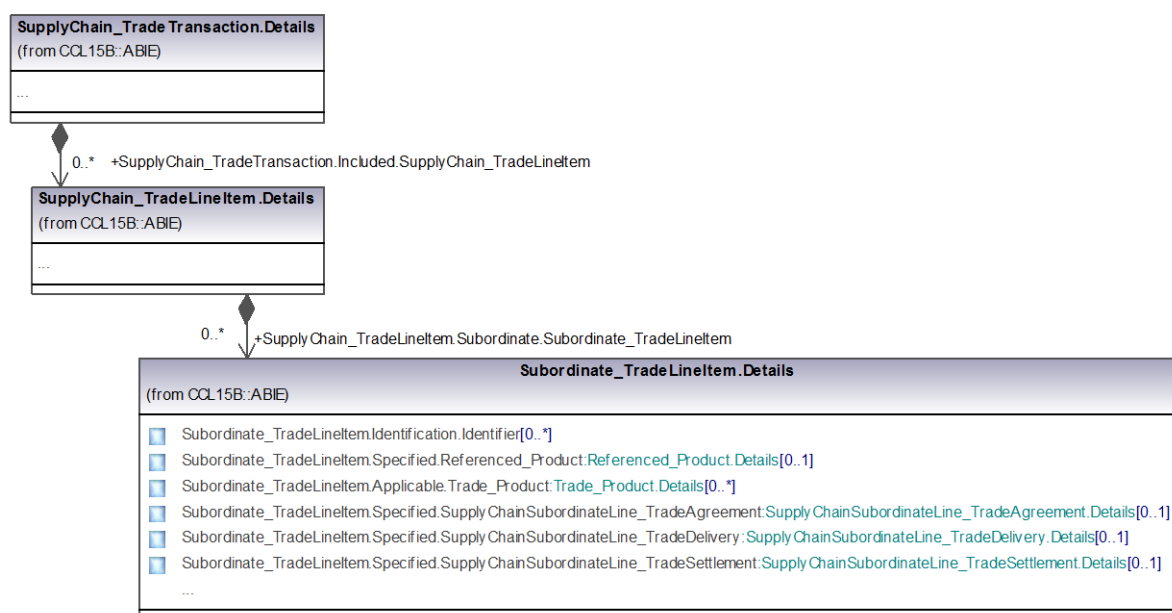 SupplyChain_Trade Transaction.Details
(from CCL15B::ABIE)
...
0..* +SupplyChain_TradeTransaction.Included.SupplyChain_TradeLineItem
SupplyChain_TradeLineItem.Details
(from CCL15B::ABIE)
...
0..* +SupplyChain_TradeLineItem.Subordinate.Subordinate_TradeLineItem
Subordinate_TradeLineItem.Details
(from CCL15B::ABIE)
Subordinate_TradeLineItem.Identification.Identifier[0..*]
Subordinate_TradeLineItem.Specified.Referenced_Product:Referenced_Product.Details[0..1]
Subordinate_TradeLineItem.Applicable.Trade_Product:Trade_Product.Details[0..*]
Subordinate_TradeLineItem.Specified.SupplyChainSubordinateLine_TradeAgreement:SupplyChainSubordinateLine_TradeAgreement.Details[0..1]
Subordinate_TradeLineItem.Specified.SupplyChainSubordinateLine_TradeDelivery:SupplyChainSubordinateLine_TradeDelivery.Details[0..1]
Subordinate_TradeLineItem.Specified.SupplyChainSubordinateLine_TradeSettlement:SupplyChainSubordinateLine_TradeSettlement.Details[0..1]
...